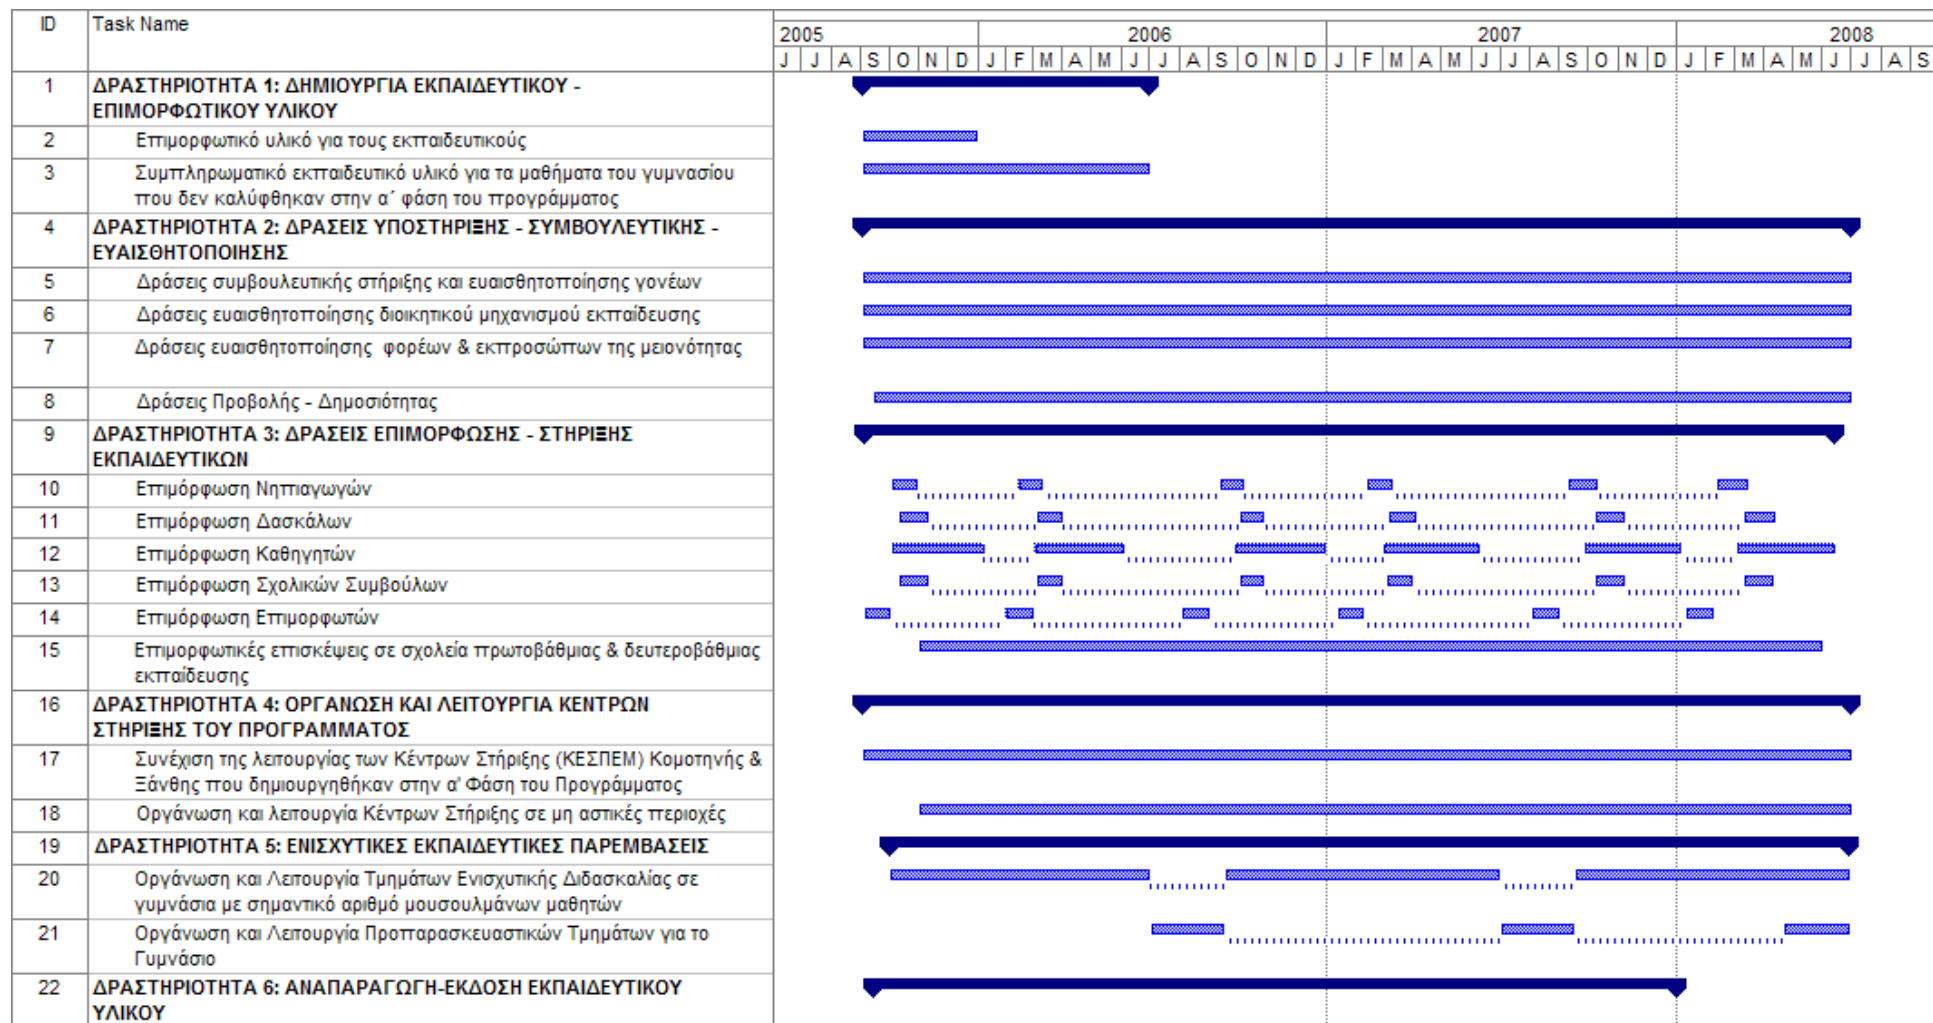 ID Task Name
2005 2006 2007 2008
J J A S O N D J F M A M J J A S O N D J F M A M J J A S O N D J F M A M J J A S
1 ΔΡΑΣΤΗΡΙΟΤΗΤΑ 1: ΔΗΜΙΟΥΡΓΙΑ ΕΚΠΑΙΔΕΥΤΙΚΟΥ -
ΕΠΙΜΟΡΦΩΤΙΚΟΥ ΥΛΙΚΟΥ
2 Επιμορφωτικό υλικό για τους εκπαιδευτικούς
3 Συμπληρωματικό εκπαιδευτικό υλικό για τα μαθήματα του γυμνασίου
που δεν καλύφθηκαν στην α΄ φάση του προγράμματος
4 ΔΡΑΣΤΗΡΙΟΤΗΤΑ 2: ΔΡΑΣΕΙΣ ΥΠΟΣΤΗΡΙΞΗΣ - ΣΥΜΒΟΥΛΕΥΤΙΚΗΣ -
ΕΥΑΙΣΘΗΤΟΠΟΙΗΣΗΣ
5 Δράσεις συμβουλευτικής στήριξης και ευαισθητοποίησης γονέων
6 Δράσεις ευαισθητοποίησης διοικητικού μηχανισμού εκπαίδευσης
7 Δράσεις ευαισθητοποίησης φορέων & εκπροσώπων της μειονότητας
8 Δράσεις Προβολής - Δημοσιότητας
9 ΔΡΑΣΤΗΡΙΟΤΗΤΑ 3: ΔΡΑΣΕΙΣ ΕΠΙΜΟΡΦΩΣΗΣ - ΣΤΗΡΙΞΗΣ
ΕΚΠΑΙΔΕΥΤΙΚΩΝ
10 Επιμόρφωση Νηπιαγωγών
11 Επιμόρφωση Δασκάλων
12 Επιμόρφωση Καθηγητών
13 Επιμόρφωση Σχολικών Συμβούλων
14 Επιμόρφωση Επιμορφωτών
15 Επιμορφωτικές επισκέψεις σε σχολεία πρωτοβάθμιας & δευτεροβάθμιας
εκπαίδευσης
16 ΔΡΑΣΤΗΡΙΟΤΗΤΑ 4: ΟΡΓΑΝΩΣΗ ΚΑΙ ΛΕΙΤΟΥΡΓΙΑ ΚΕΝΤΡΩΝ
ΣΤΗΡΙΞΗΣ ΤΟΥ ΠΡΟΓΡΑΜΜΑΤΟΣ
17 Συνέχιση της λειτουργίας των Κέντρων Στήριξης (ΚΕΣΠΕΜ) Κομοτηνής &
Ξάνθης που δημιουργηθήκαν στην α' Φάση του Προγράμματος
18 Οργάνωση και λειτουργία Κέντρων Στήριξης σε μη αστικές περιοχές
19 ΔΡΑΣΤΗΡΙΟΤΗΤΑ 5: ΕΝΙΣΧΥΤΙΚΕΣ ΕΚΠΑΙΔΕΥΤΙΚΕΣ ΠΑΡΕΜΒΑΣΕΙΣ
20 Οργάνωση και Λειτουργία Τμημάτων Ενισχυτικής Διδασκαλίας σε
γυμνάσια με σημαντικό αριθμό μουσουλμάνων μαθητών
21 Οργάνωση και Λειτουργία Προπαρασκευαστικών Τμημάτων για το
Γυμνάσιο
22 ΔΡΑΣΤΗΡΙΟΤΗΤΑ 6: ΑΝΑΠΑΡΑΓΩΓΗ-ΕΚΔΟΣΗ ΕΚΠΑΙΔΕΥΤΙΚΟΥ
ΥΛΙΚΟΥ